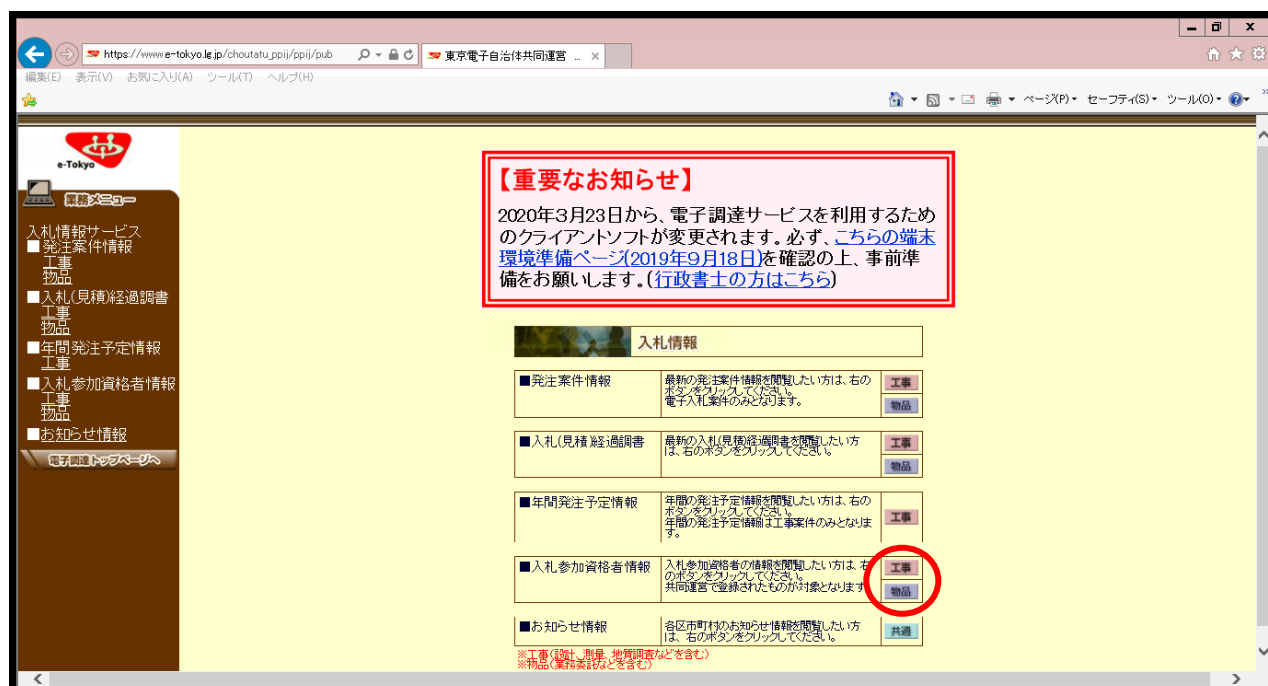 https://www.e-tokyo.lg.jp/choutatu_ppij/ppij/pub
東京電子自治体共同運営 ...
編集(E) 表示(V) お気に入り(A) ツール(T) ヘルプ(H)
ページ(P) セーフティ(S) ツール(O)
e-Tokyo
業務メニュー
入札情報サービス
■発注案件情報
工事
物品
■入札(見積)経過調書
工事
物品
■年間発注予定情報
工事
■入札参加資格者情報
工事
物品
■お知らせ情報
電子調達トップページへ
【重要なお知らせ】
2020年3月23日から、電子調達サービスを利用するため
のクライアントソフトが変更されます。必ず、こちらの端末
環境準備ページ(2019年9月18日)を確認の上、事前準
備をお願いします。(行政書士の方はこちら)
入札情報
■発注案件情報
最新の発注案件情報を閲覧したい方は、右の
ボタンをクリックしてください。
電子入札案件のみとなります。
工事
物品
■入札(見積)経過調書
最新の入札(見積)経過調書を閲覧したい方
は、右のボタンをクリックしてください。
工事
物品
■年間発注予定情報
年間の発注予定情報を閲覧したい方は、右の
ボタンをクリックしてください。
年間の発注予定情報は工事案件のみとなりま
す。
工事
■入札参加資格者情報
入札参加資格者の情報を閲覧したい方は、右
のボタンをクリックしてください。
共同運営で登録されたものが対象となります
工事
物品
■お知らせ情報
各区市町村のお知らせ情報を閲覧したい方
は、右のボタンをクリックしてください。
共通
※工事(設計、測量、地質調査などを含む)
※物品(業務委託などを含む)